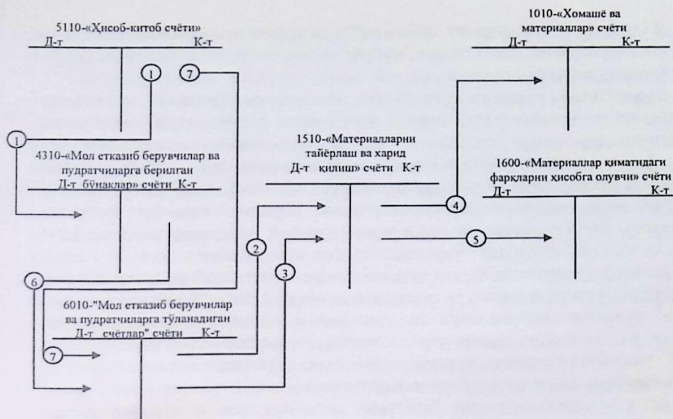 5110-«Ҳисоб-китоб счёти»
Д-т К-т
1010-«Хомашё ва
материаллар» счёти
Д-т К-т
1 7
1
4310-«Мол етказиб берувчилар ва
пудратчиларга берилган
Д-т бўнаклар» счёти К-т
1510-«Материалларни
тайёрлаш ва харид
Д-т қилиш» счёти К-т
1600-«Материаллар қиматидаги
фарқларни ҳисобга олувчи» счёти
Д-т К-т
4
2
5
3
6
6010-"Мол етказиб берувчилар
ва пудратчиларга тўланадиган
Д-т счётлар" счёти К-т
7